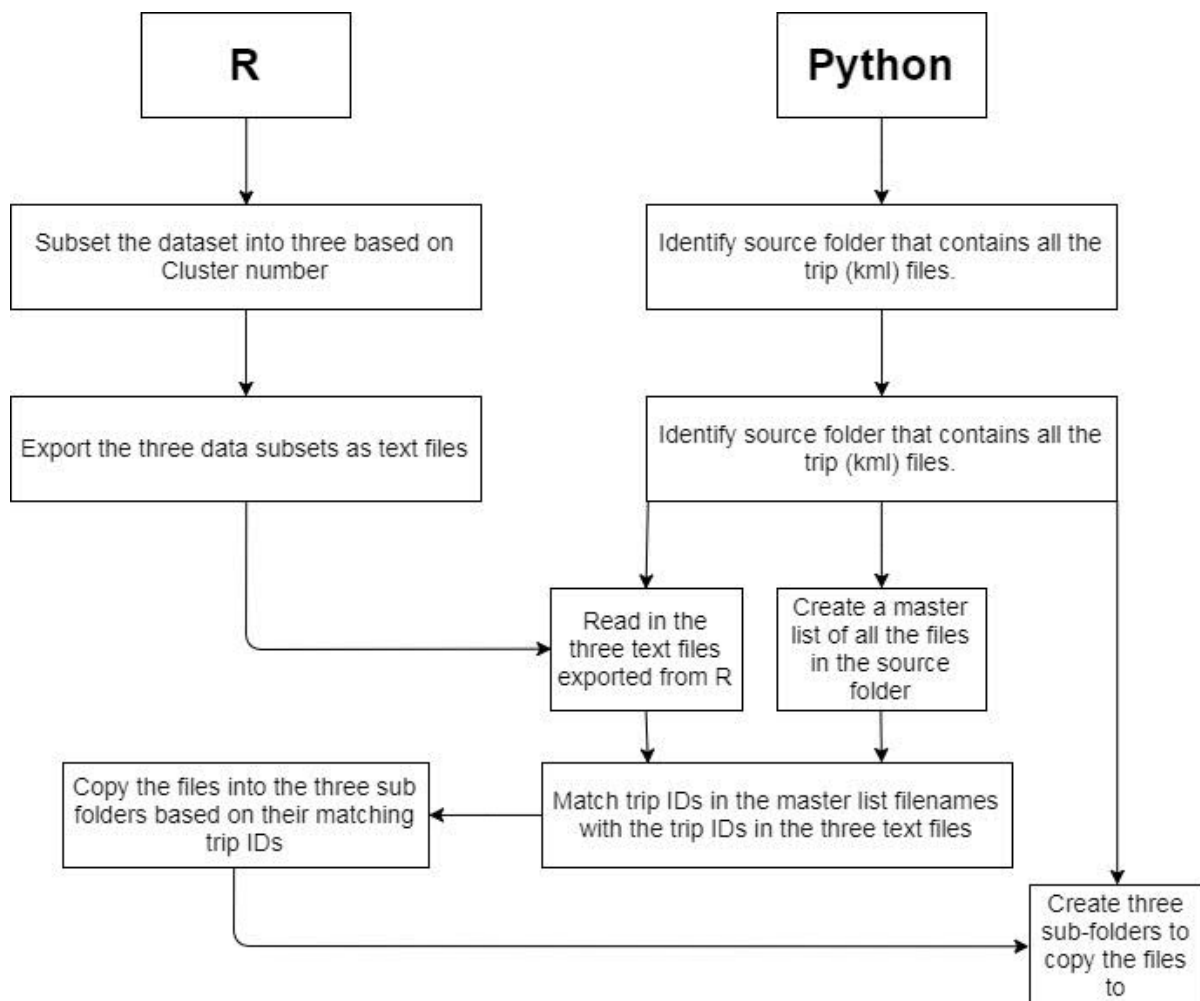 R
Python
Subset the dataset into three based on
Cluster number
Identify source folder that contains all the
trip (kml) files.
Export the three data subsets as text files
Identify source folder that contains all the
trip (kml) files.
Read in the
three text files
exported from R
Create a master
list of all the files
in the source
folder
Copy the files into the three sub
folders based on their matching
trip IDs
Match trip IDs in the master list filenames
with the trip IDs in the three text files
Create three
sub-folders to
copy the files
to